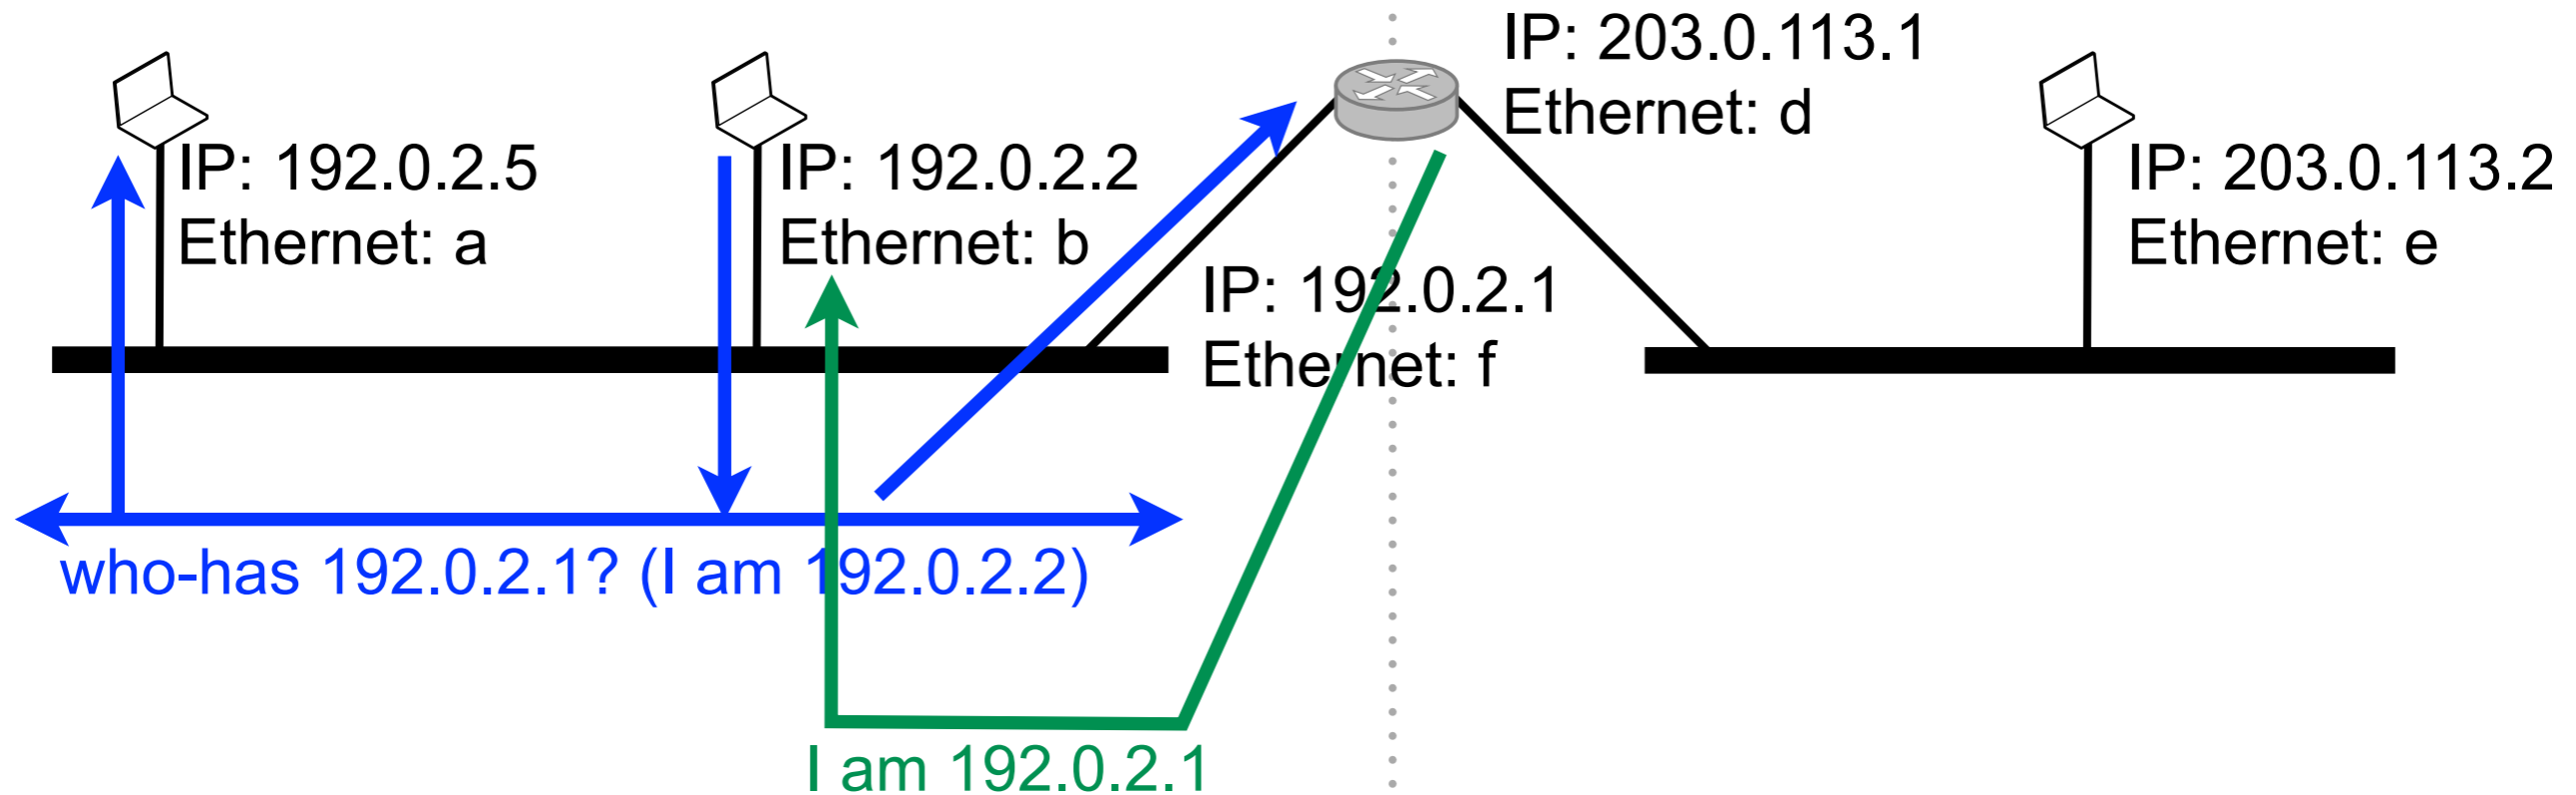 IP: 203.0.113.1
Ethernet: d
IP: 192.0.2.5
Ethernet: a
IP: 192.0.2.2
Ethernet: b
IP: 203.0.113.2
Ethernet: e
IP: 192.0.2.1
Ethernet: f
who-has 192.0.2.1? (I am 192.0.2.2)
I am 192.0.2.1